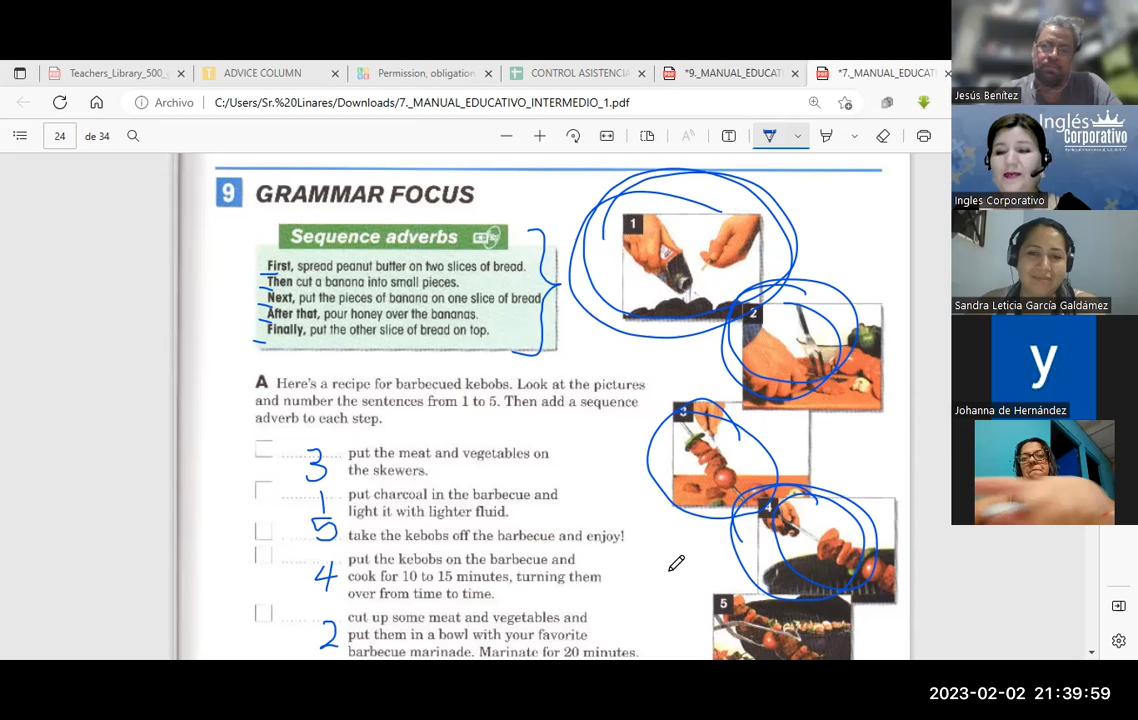 Teachers_Library_500_
ADVICE COLUMN
Permission, obligation
CONTROL ASISTENCIA
*9._MANUAL_EDUCAT
*7._MANUAL_EDUCAT
Archivo
C:/Users/Sr.%20Linares/Downloads/7._MANUAL_EDUCATIVO_INTERMEDIO_1.pdf
24 de 34
9 GRAMMAR FOCUS
Sequence adverbs
First, spread peanut butter on two slices of bread.
Then cut a banana into small pieces.
Next, put the pieces of banana on one slice of bread
After that, pour honey over the bananas.
Finally, put the other slice of bread on top.
A Here's a recipe for barbecued kebobs. Look at the pictures
and number the sentences from 1 to 5. Then add a sequence
adverb to each step.
3 put the meat and vegetables on
the skewers.
1 put charcoal in the barbecue and
light it with lighter fluid.
5 take the kebobs off the barbecue and enjoy!
4 put the kebobs on the barbecue and
cook for 10 to 15 minutes, turning them
over from time to time.
2 cut up some meat and vegetables and
put them in a bowl with your favorite
barbecue marinade. Marinate for 20 minutes.
1
2
3
4
5
Jesús Benítez
Inglés
Corporativo
Ingles Corporativo
Sandra Leticia García Galdámez
y
Johanna de Hernández
2023-02-02 21:39:59